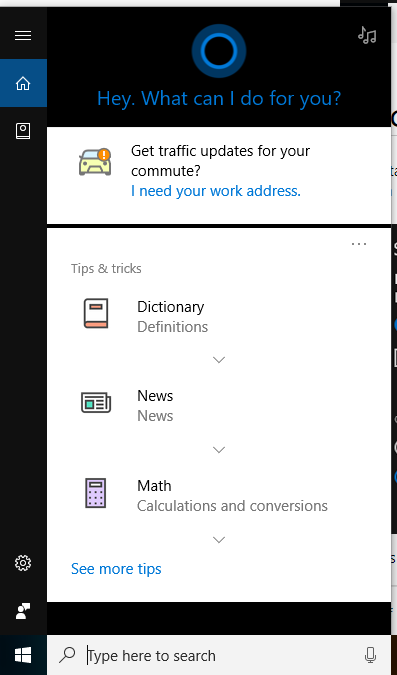 Hey. What can I do for you?
Get traffic updates for your
commute?
I need your work address.
Tips & tricks
Dictionary
Definitions
News
News
Math
Calculations and conversions
See more tips
Type here to search